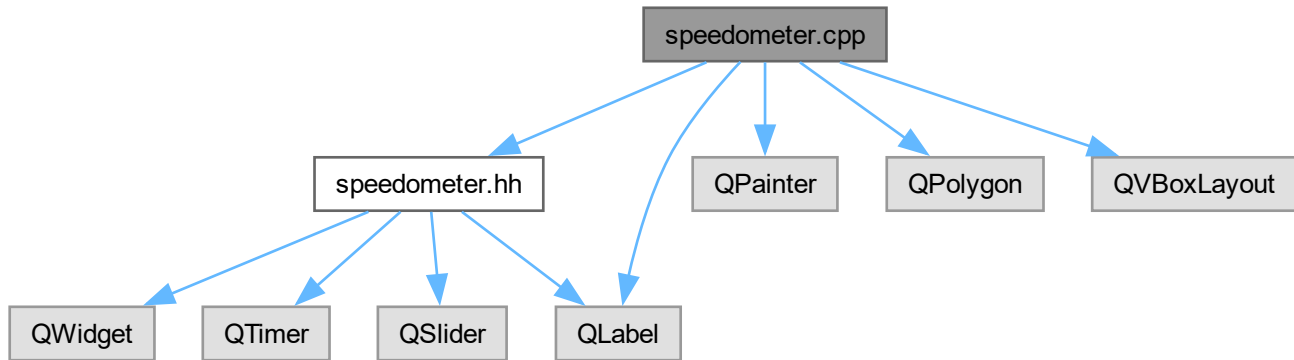 speedometer.cpp
speedometer.hh
QPainter
QPolygon
QVBoxLayout
QWidget
QTimer
QSlider
QLabel